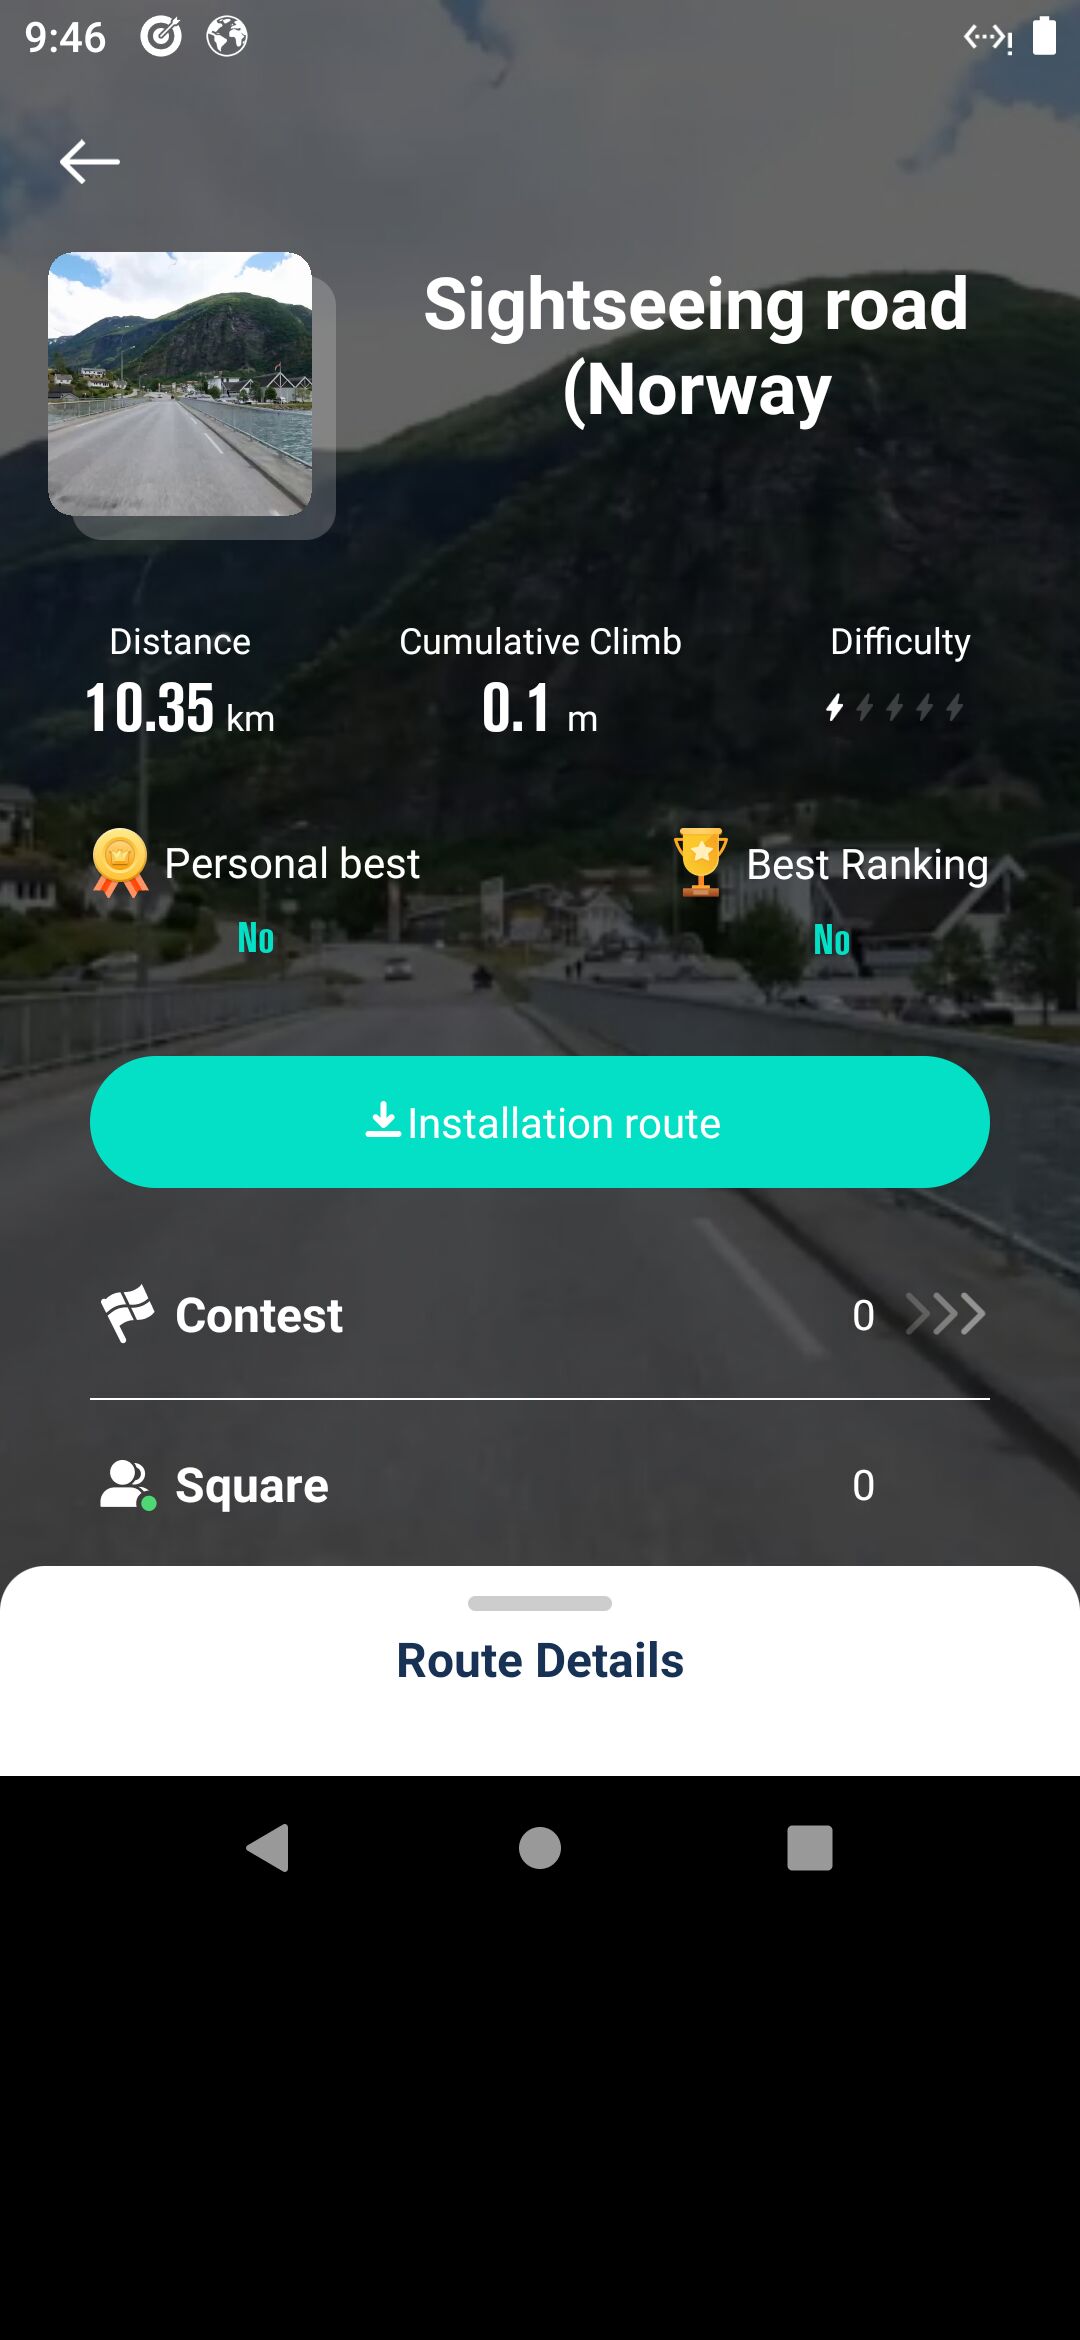 9:46
Sightseeing road
(Norway
Distance
Cumulative Climb
Difficulty
10.35 km
0.1 m
Personal best
Best Ranking
No
No
Installation route
Contest
0
Square
0
Route Details